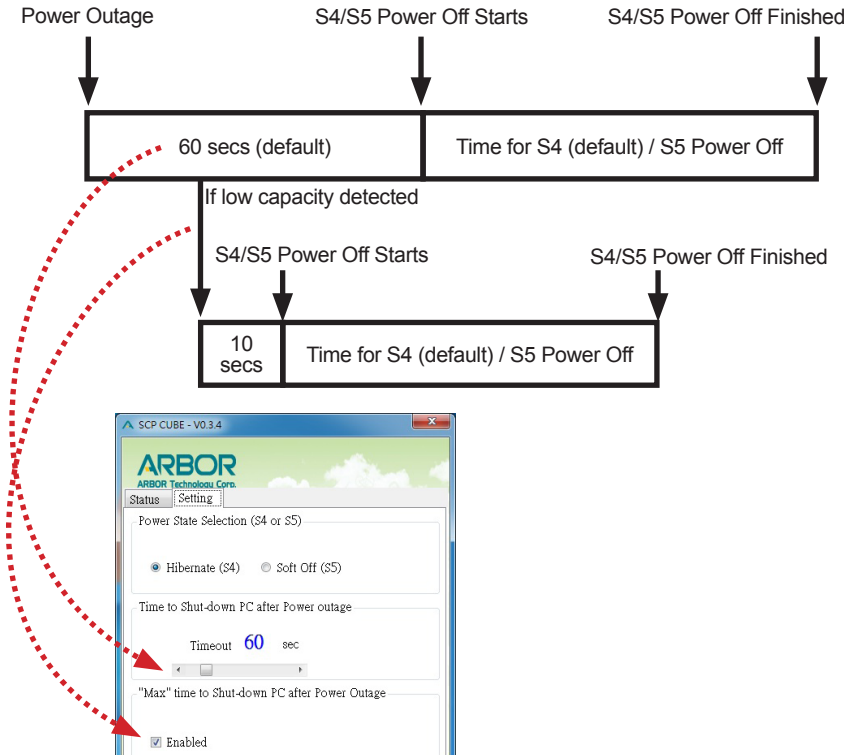 Power Outage
S4/S5 Power Off Starts
S4/S5 Power Off Finished
60 secs (default)
Time for S4 (default) / S5 Power Off
If low capacity detected
S4/S5 Power Off Starts
S4/S5 Power Off Finished
10
secs
Time for S4 (default) / S5 Power Off
SCP CUBE - V0.3.4
ARBOR
ARBOR Technology Corp.
Status Setting
Power State Selection (S4 or S5)
Hibernate (S4) Soft Off (S5)
Time to Shut-down PC after Power outage
Timeout 60 sec
"Max" time to Shut-down PC after Power Outage
Enabled